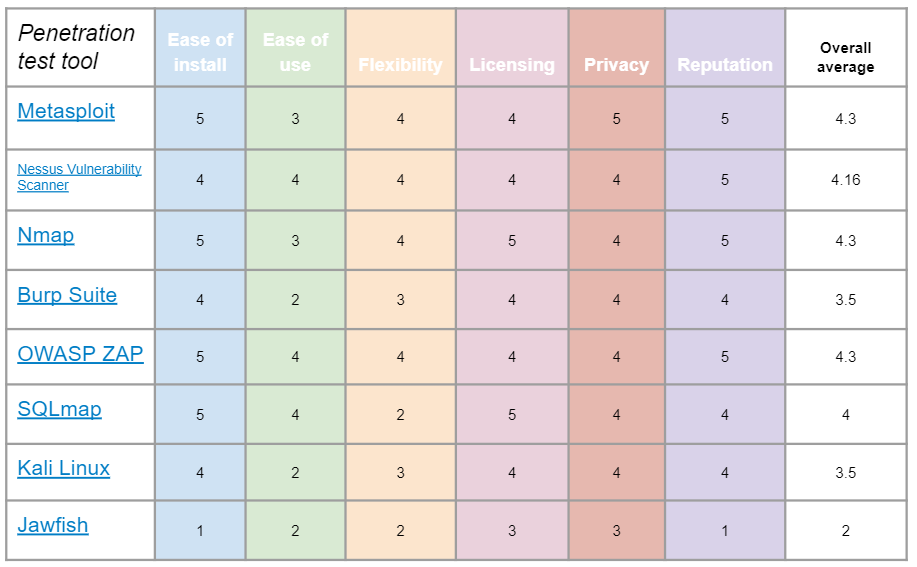 Penetration test tool Ease of install Ease of use Flexibility Licensing Privacy Reputation Overall average
Metasploit 5 3 4 4 5 5 4.3
Nessus Vulnerability Scanner 4 4 4 4 4 5 4.16
Nmap 5 3 4 5 4 5 4.3
Burp Suite 4 2 3 4 4 4 3.5
OWASP ZAP 5 4 4 4 4 5 4.3
SQLmap 5 4 2 5 4 4 4
Kali Linux 4 2 3 4 4 4 3.5
Jawfish 1 2 2 3 3 1 2